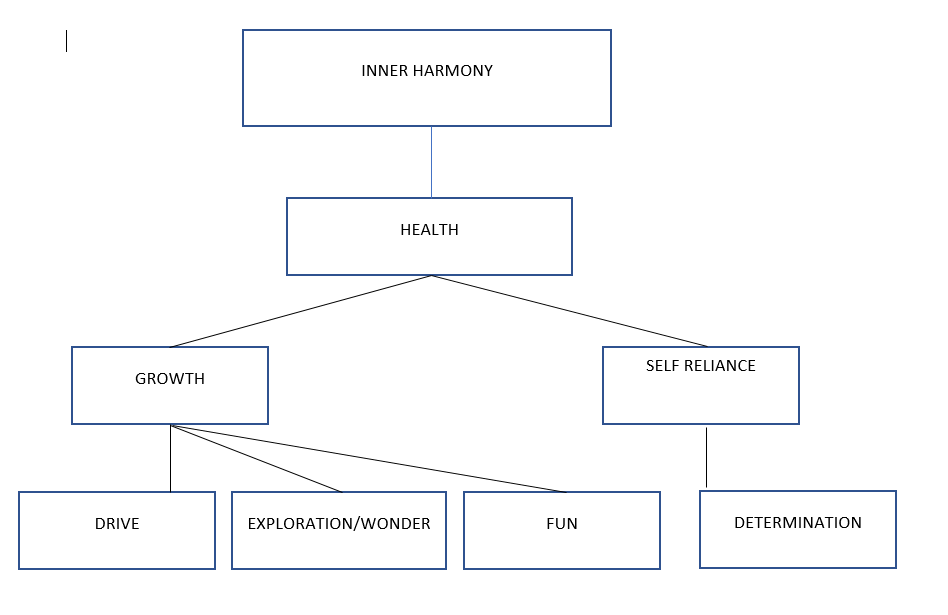 INNER HARMONY
HEALTH
GROWTH
SELF RELIANCE
DRIVE
EXPLORATION/WONDER
FUN
DETERMINATION